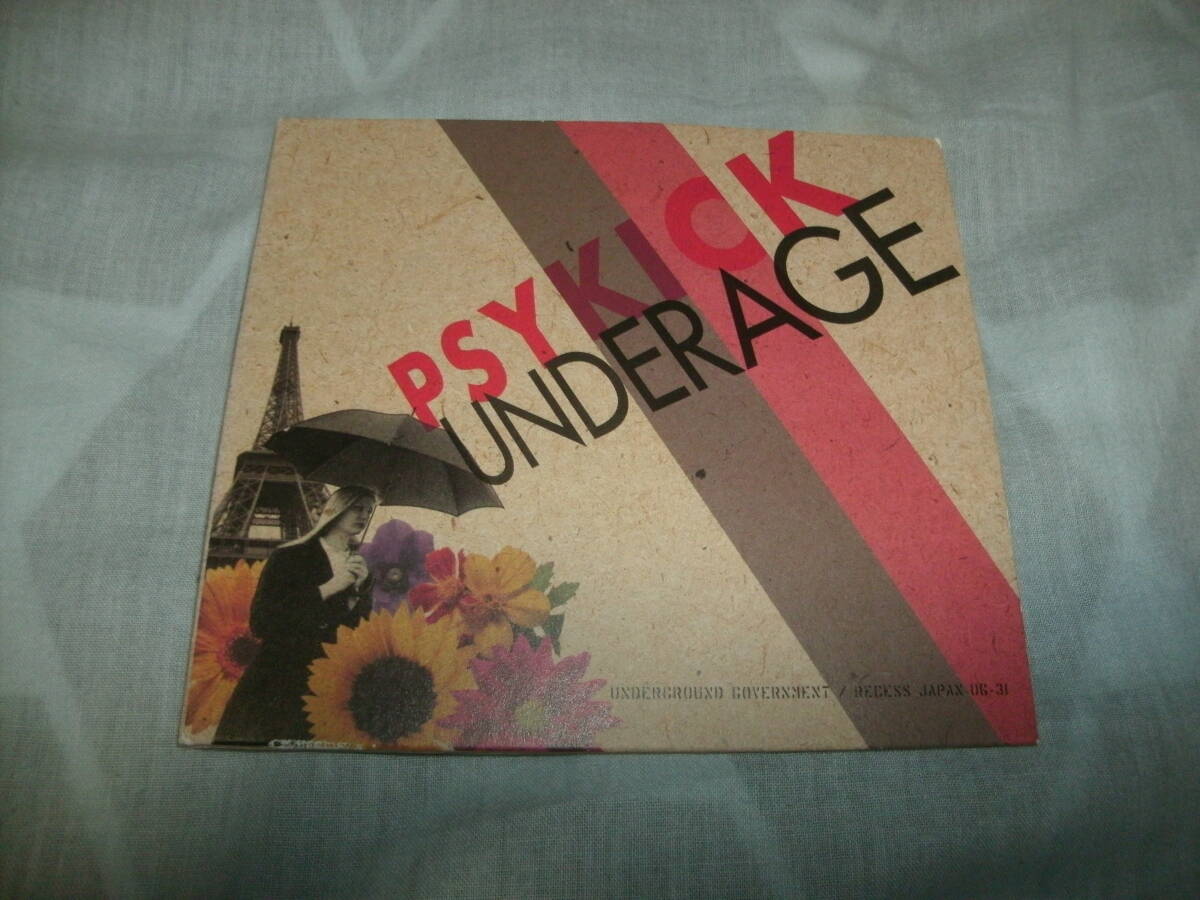 PSYKICK
UNDERAGE
UNDERGROUND GOVERNMENT / RECESS JAPAN UG-31